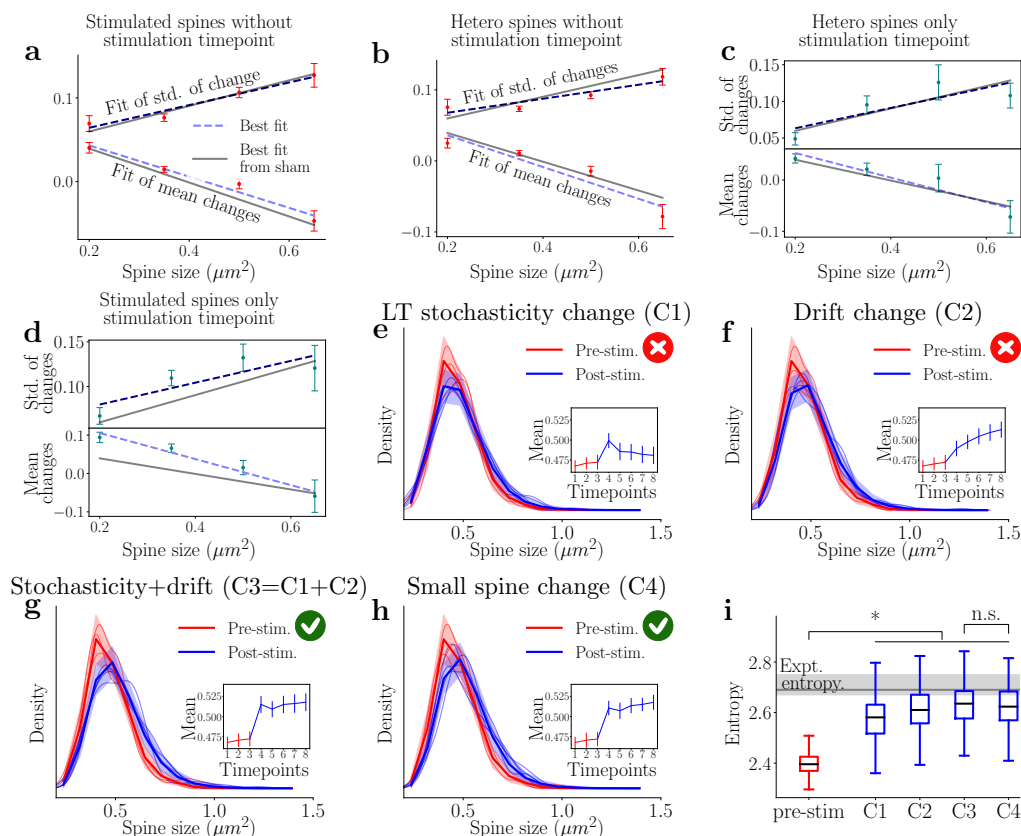 Stimulated spines without
stimulation timepoint
a
Fit of std. of change
Best fit
Best fit
from sham
Fit of mean changes
0.1
0.0
0.2
0.4
0.6
Spine size (μm²)
Hetero spines without
stimulation timepoint
b
Fit of std. of change
Fit of mean changes
0.1
0.0
−0.1
0.2
0.4
0.6
Spine size (μm²)
Hetero spines only
stimulation timepoint
c
Std. of
changes
0.15
0.10
0.05
Mean
changes
0.0
−0.1
0.2
0.4
0.6
Spine size (μm²)
Stimulated spines only
stimulation timepoint
d
Std. of
changes
0.15
0.10
Mean
changes
0.1
0.0
−0.1
0.2
0.4
0.6
Spine size (μm²)
LT stochasticity change (C1)
e
Pre-stim.
Post-stim.
Density
Mean
0.525
0.500
0.475
1 2 3 4 5 6 7 8
Timepoints
0.5
1.0
1.5
Spine size (μm²)
Drift change (C2)
f
Pre-stim.
Post-stim.
Density
Mean
0.525
0.500
0.475
1 2 3 4 5 6 7 8
Timepoints
0.5
1.0
1.5
Spine size (μm²)
Stochasticity+drift (C3=C1+C2)
g
Pre-stim.
Post-stim.
Density
Mean
0.525
0.500
0.475
1 2 3 4 5 6 7 8
Timepoints
0.5
1.0
1.5
Spine size (μm²)
Small spine change (C4)
h
Pre-stim.
Post-stim.
Density
Mean
0.525
0.500
0.475
1 2 3 4 5 6 7 8
Timepoints
0.5
1.0
1.5
Spine size (μm²)
i
*
n.s.
Expt.
entropy.
Entropy
2.8
2.6
2.4
pre-stim
C1
C2
C3
C4